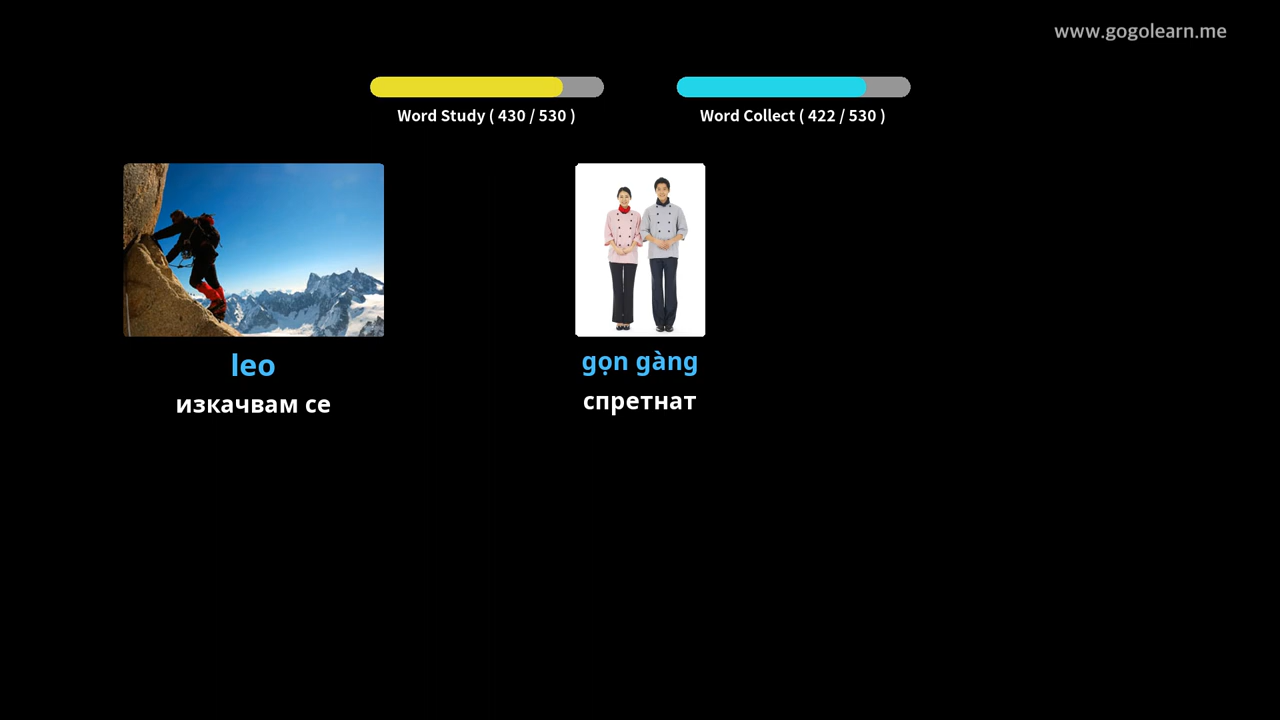 www.gogolearn.me
Word Study ( 430 / 530 )
Word Collect ( 422 / 530 )
leo
изкачвам се
gọn gàng
спретнат